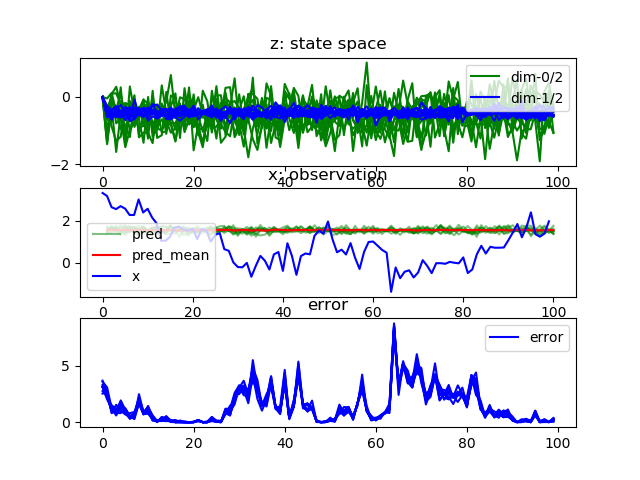 z: state space
0
−2
dim-0/2
dim-1/2
0 20 40 60 80 100
x: observation
2
0
pred
pred_mean
x
0 20 40 60 80 100
error
5
0
error
0 20 40 60 80 100